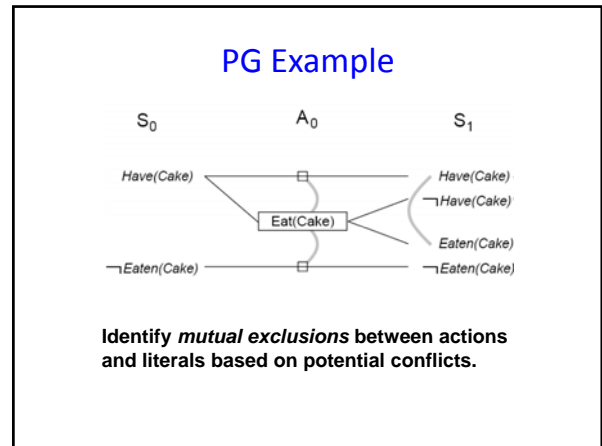 PG Example
S₀ A₀ S₁
Have(Cake) Have(Cake)
¬Have(Cake)
Eat(Cake)
Eaten(Cake)
¬Eaten(Cake) ¬Eaten(Cake)
Identify mutual exclusions between actions
and literals based on potential conflicts.